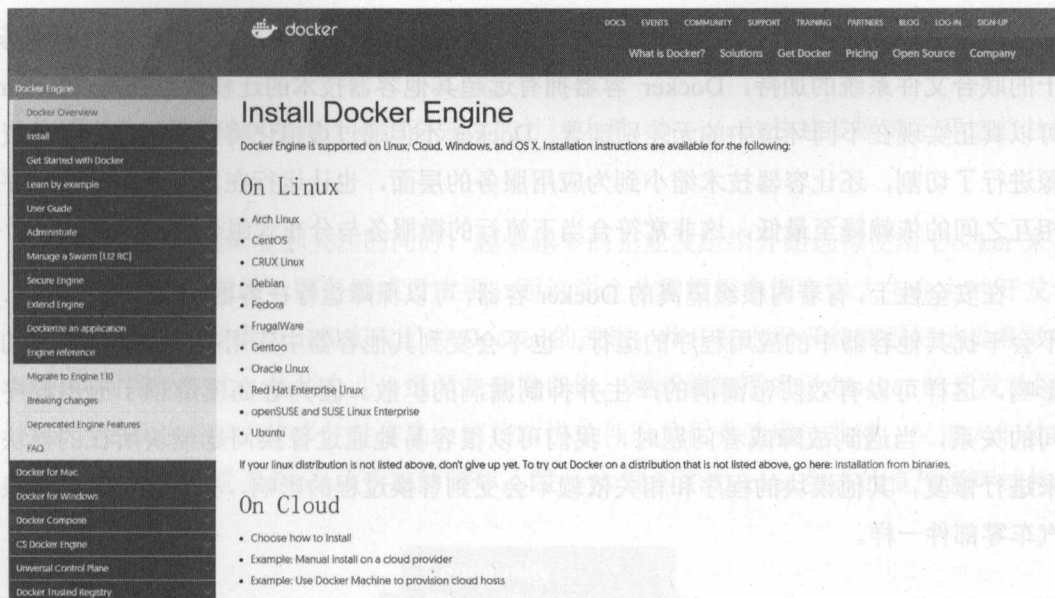 docker
DOCS EVENTS COMMUNITY SUPPORT TRAINING PARTNERS BLOG LOG-IN SIGN-UP
What is Docker? Solutions Get Docker Pricing Open Source Company
Docker Engine
Docker Overview
Install
Get Started with Docker
Learn by example
User Guide
Administrate
Manage a Swarm (1.12 RC)
Secure Engine
Extend Engine
Dockerize an application
Engine reference
Migrate to Engine 1.10
Breaking changes
Deprecated Engine Features
FAQ
Docker for Mac
Docker for Windows
Docker Compose
CS Docker Engine
Universal Control Plane
Docker Trusted Registry
Install Docker Engine
Docker Engine is supported on Linux, Cloud, Windows, and OS X. Installation instructions are available for the following:
On Linux
• Arch Linux
• CentOS
• CRUX Linux
• Debian
• Fedora
• FrugalWare
• Gentoo
• Oracle Linux
• Red Hat Enterprise Linux
• openSUSE and SUSE Linux Enterprise
• Ubuntu
If your linux distribution is not listed above, don't give up yet. To try out Docker on a distribution that is not listed above, go here: Installation from binaries.
On Cloud
• Choose how to Install
• Example: Manual install on a cloud provider
• Example: Use Docker Machine to provision cloud hosts